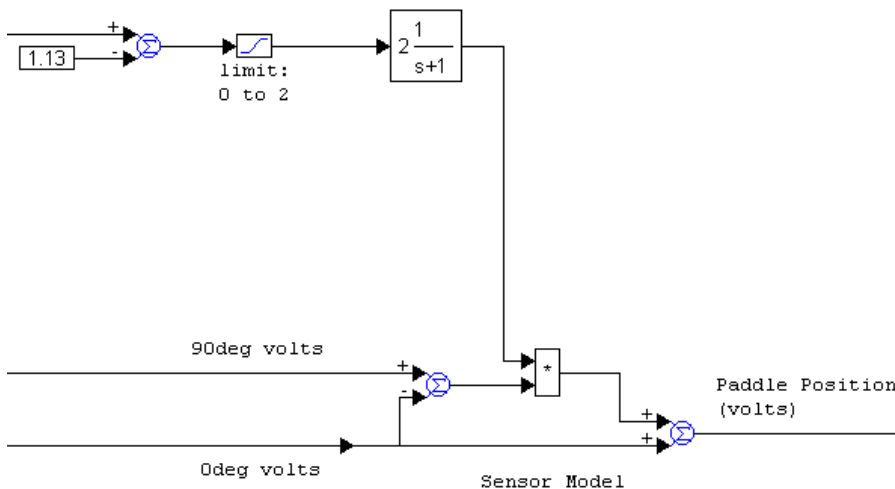 +
-
1.13
Σ
limit:
0 to 2
2 1
s+1
90deg volts
+
-
Σ
*
Paddle Position
(volts)
+
+
Σ
0deg volts
Sensor Model